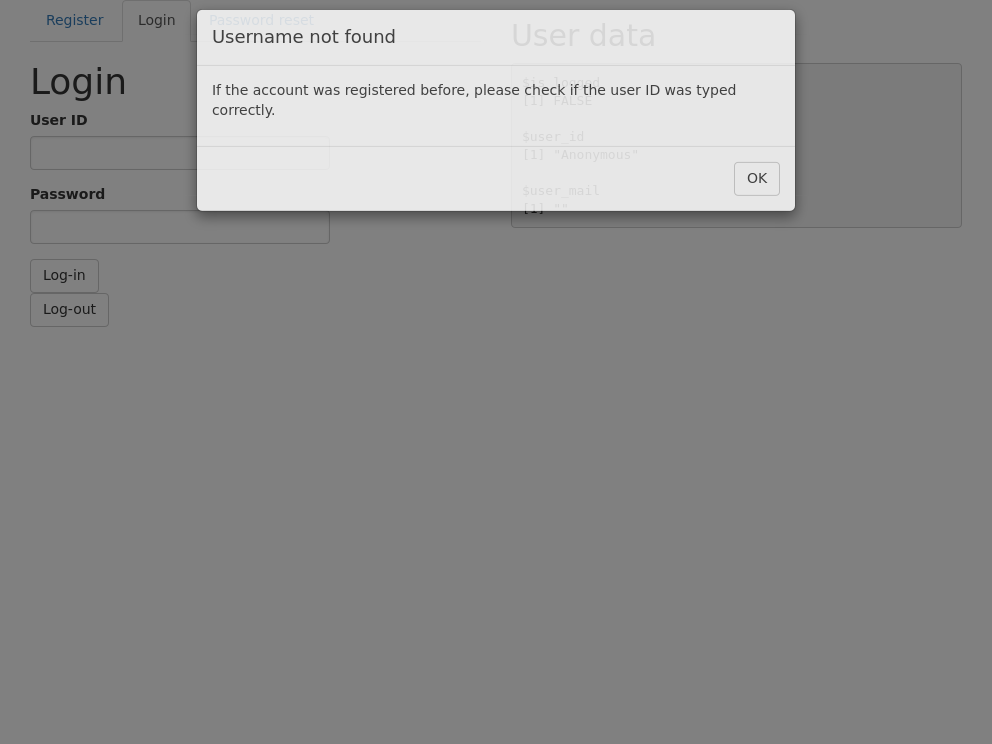 Register
Login
Password reset
Username not found
User data
Login
If the account was registered before, please check if the user ID was typed
correctly.
$is_logged
[1] FALSE
$user_id
[1] "Anonymous"
$user_mail
[1] ""
OK
User ID
Password
Log-in
Log-out